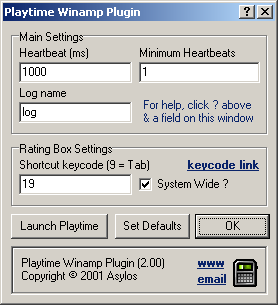 Playtime Winamp Plugin
Main Settings
Heartbeat (ms)
Minimum Heartbeats
1000
1
Log name
log
For help, click ? above
& a field on this window
Rating Box Settings
Shortcut keycode (9 = Tab)
keycode link
19
System Wide ?
Launch Playtime
Set Defaults
OK
Playtime Winamp Plugin (2.00)
www
Copyright © 2001 Asylos
email